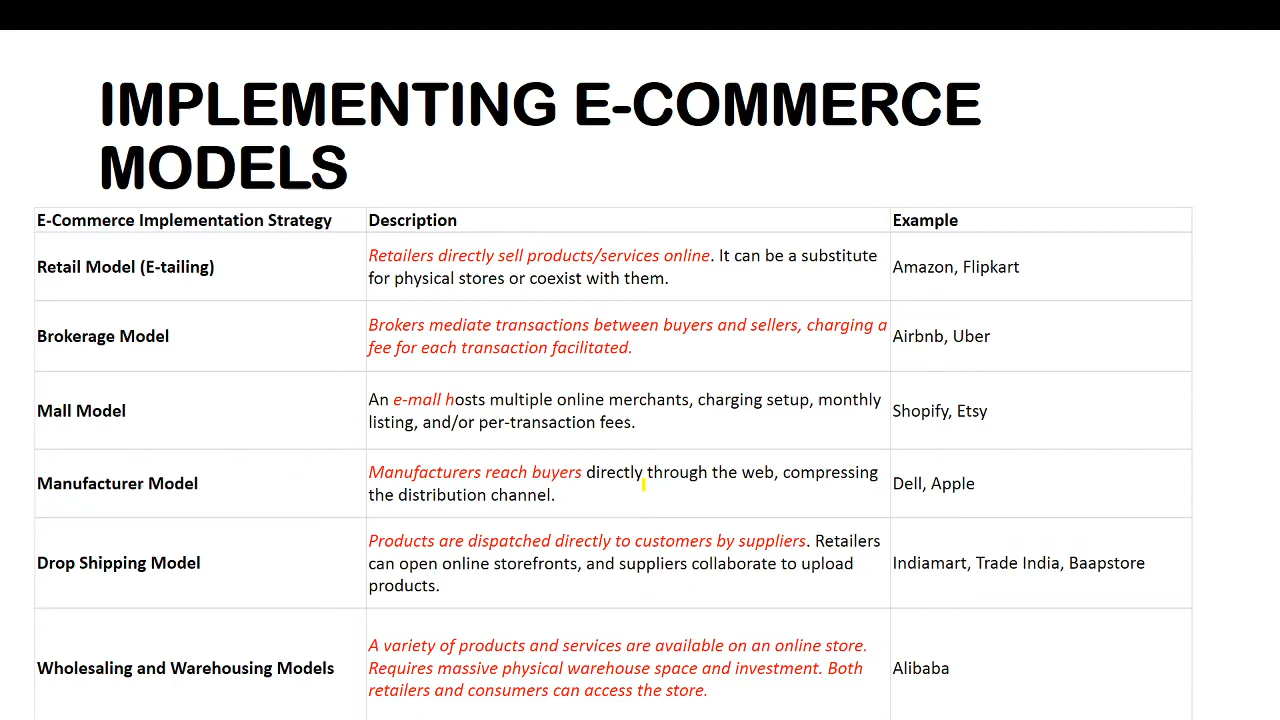 IMPLEMENTING E-COMMERCE
MODELS
E-Commerce Implementation Strategy
Description
Example
Retail Model (E-tailing)
Retailers directly sell products/services online. It can be a substitute
for physical stores or coexist with them.
Amazon, Flipkart
Brokerage Model
Brokers mediate transactions between buyers and sellers, charging a
fee for each transaction facilitated.
Airbnb, Uber
Mall Model
An e-mall hosts multiple online merchants, charging setup, monthly
listing, and/or per-transaction fees.
Shopify, Etsy
Manufacturer Model
Manufacturers reach buyers directly through the web, compressing
the distribution channel.
Dell, Apple
Drop Shipping Model
Products are dispatched directly to customers by suppliers. Retailers
can open online storefronts, and suppliers collaborate to upload
products.
Indiamart, Trade India, Baapstore
Wholesaling and Warehousing Models
A variety of products and services are available on an online store.
Requires massive physical warehouse space and investment. Both
retailers and consumers can access the store.
Alibaba